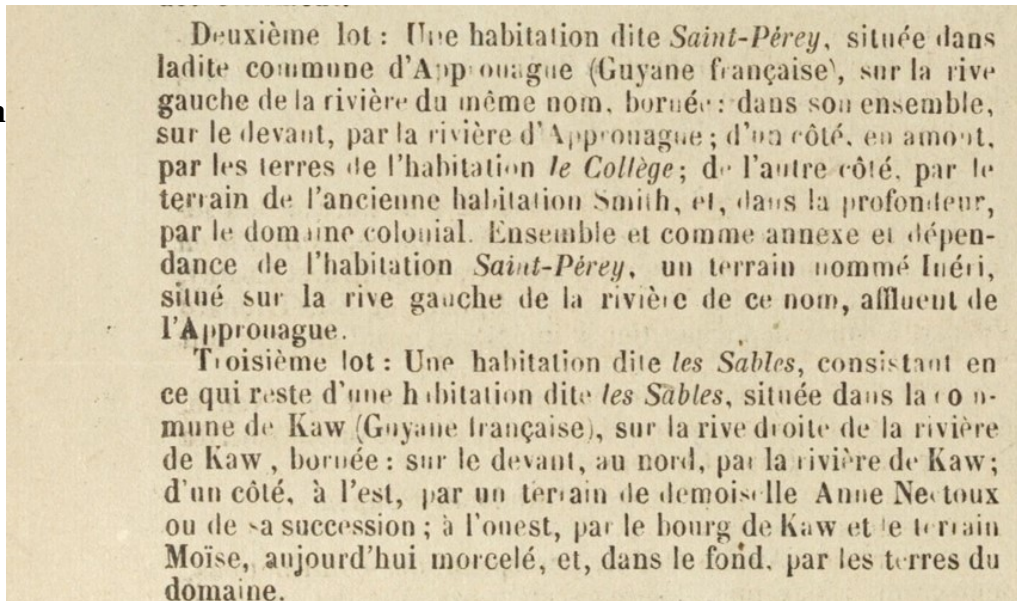 Deuxième lot : Une habitation dite Saint-Pérey, située dans
ladite commune d'Approuague (Guyane française), sur la rive
gauche de la rivière du même nom, bornée : dans son ensemble,
sur le devant, par la rivière d'Approuague ; d'un côté, en amont,
par les terres de l'habitation le Collège ; de l'autre côté, par le
terrain de l'ancienne habitation Smith, et, dans la profondeur,
par le domaine colonial. Ensemble et comme annexe et dépen-
dance de l'habitation Saint-Pérey, un terrain nommé Inéri,
situé sur la rive gauche de la rivière de ce nom, affluent de
l'Approuague.
Troisième lot : Une habitation dite les Sables, consistant en
ce qui reste d'une habitation dite les Sables, située dans la com-
mune de Kaw (Guyane française), sur la rive droite de la rivière
de Kaw, bornée : sur le devant, au nord, par la rivière de Kaw ;
d'un côté, à l'est, par un terrain de demoiselle Anne Nectoux
ou de sa succession ; à l'ouest, par le bourg de Kaw et le terrain
Moïse, aujourd'hui morcelé, et, dans le fond, par les terres du
domaine.